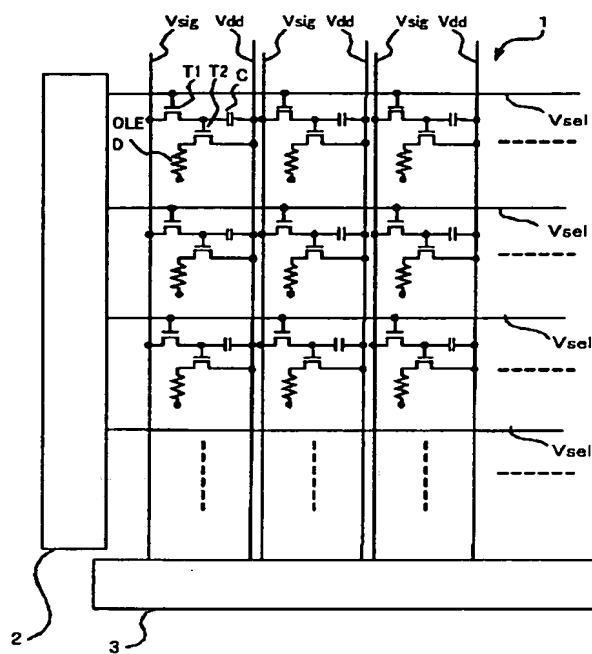 Vsig Vdd Vsig Vdd Vsig Vdd 1
T1 T2 C
Vsel
OLE
D
Vsel
Vsel
Vsel
2
3